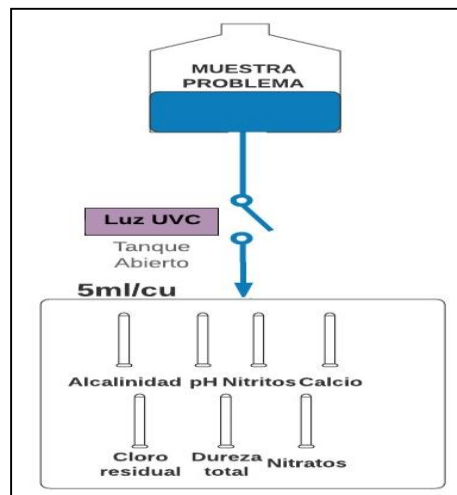 MUESTRA
PROBLEMA
Luz UVC
Tanque
Abierto
5ml/cu
Alcalinidad pH Nitritos Calcio
Cloro
residual
Dureza
total
Nitratos